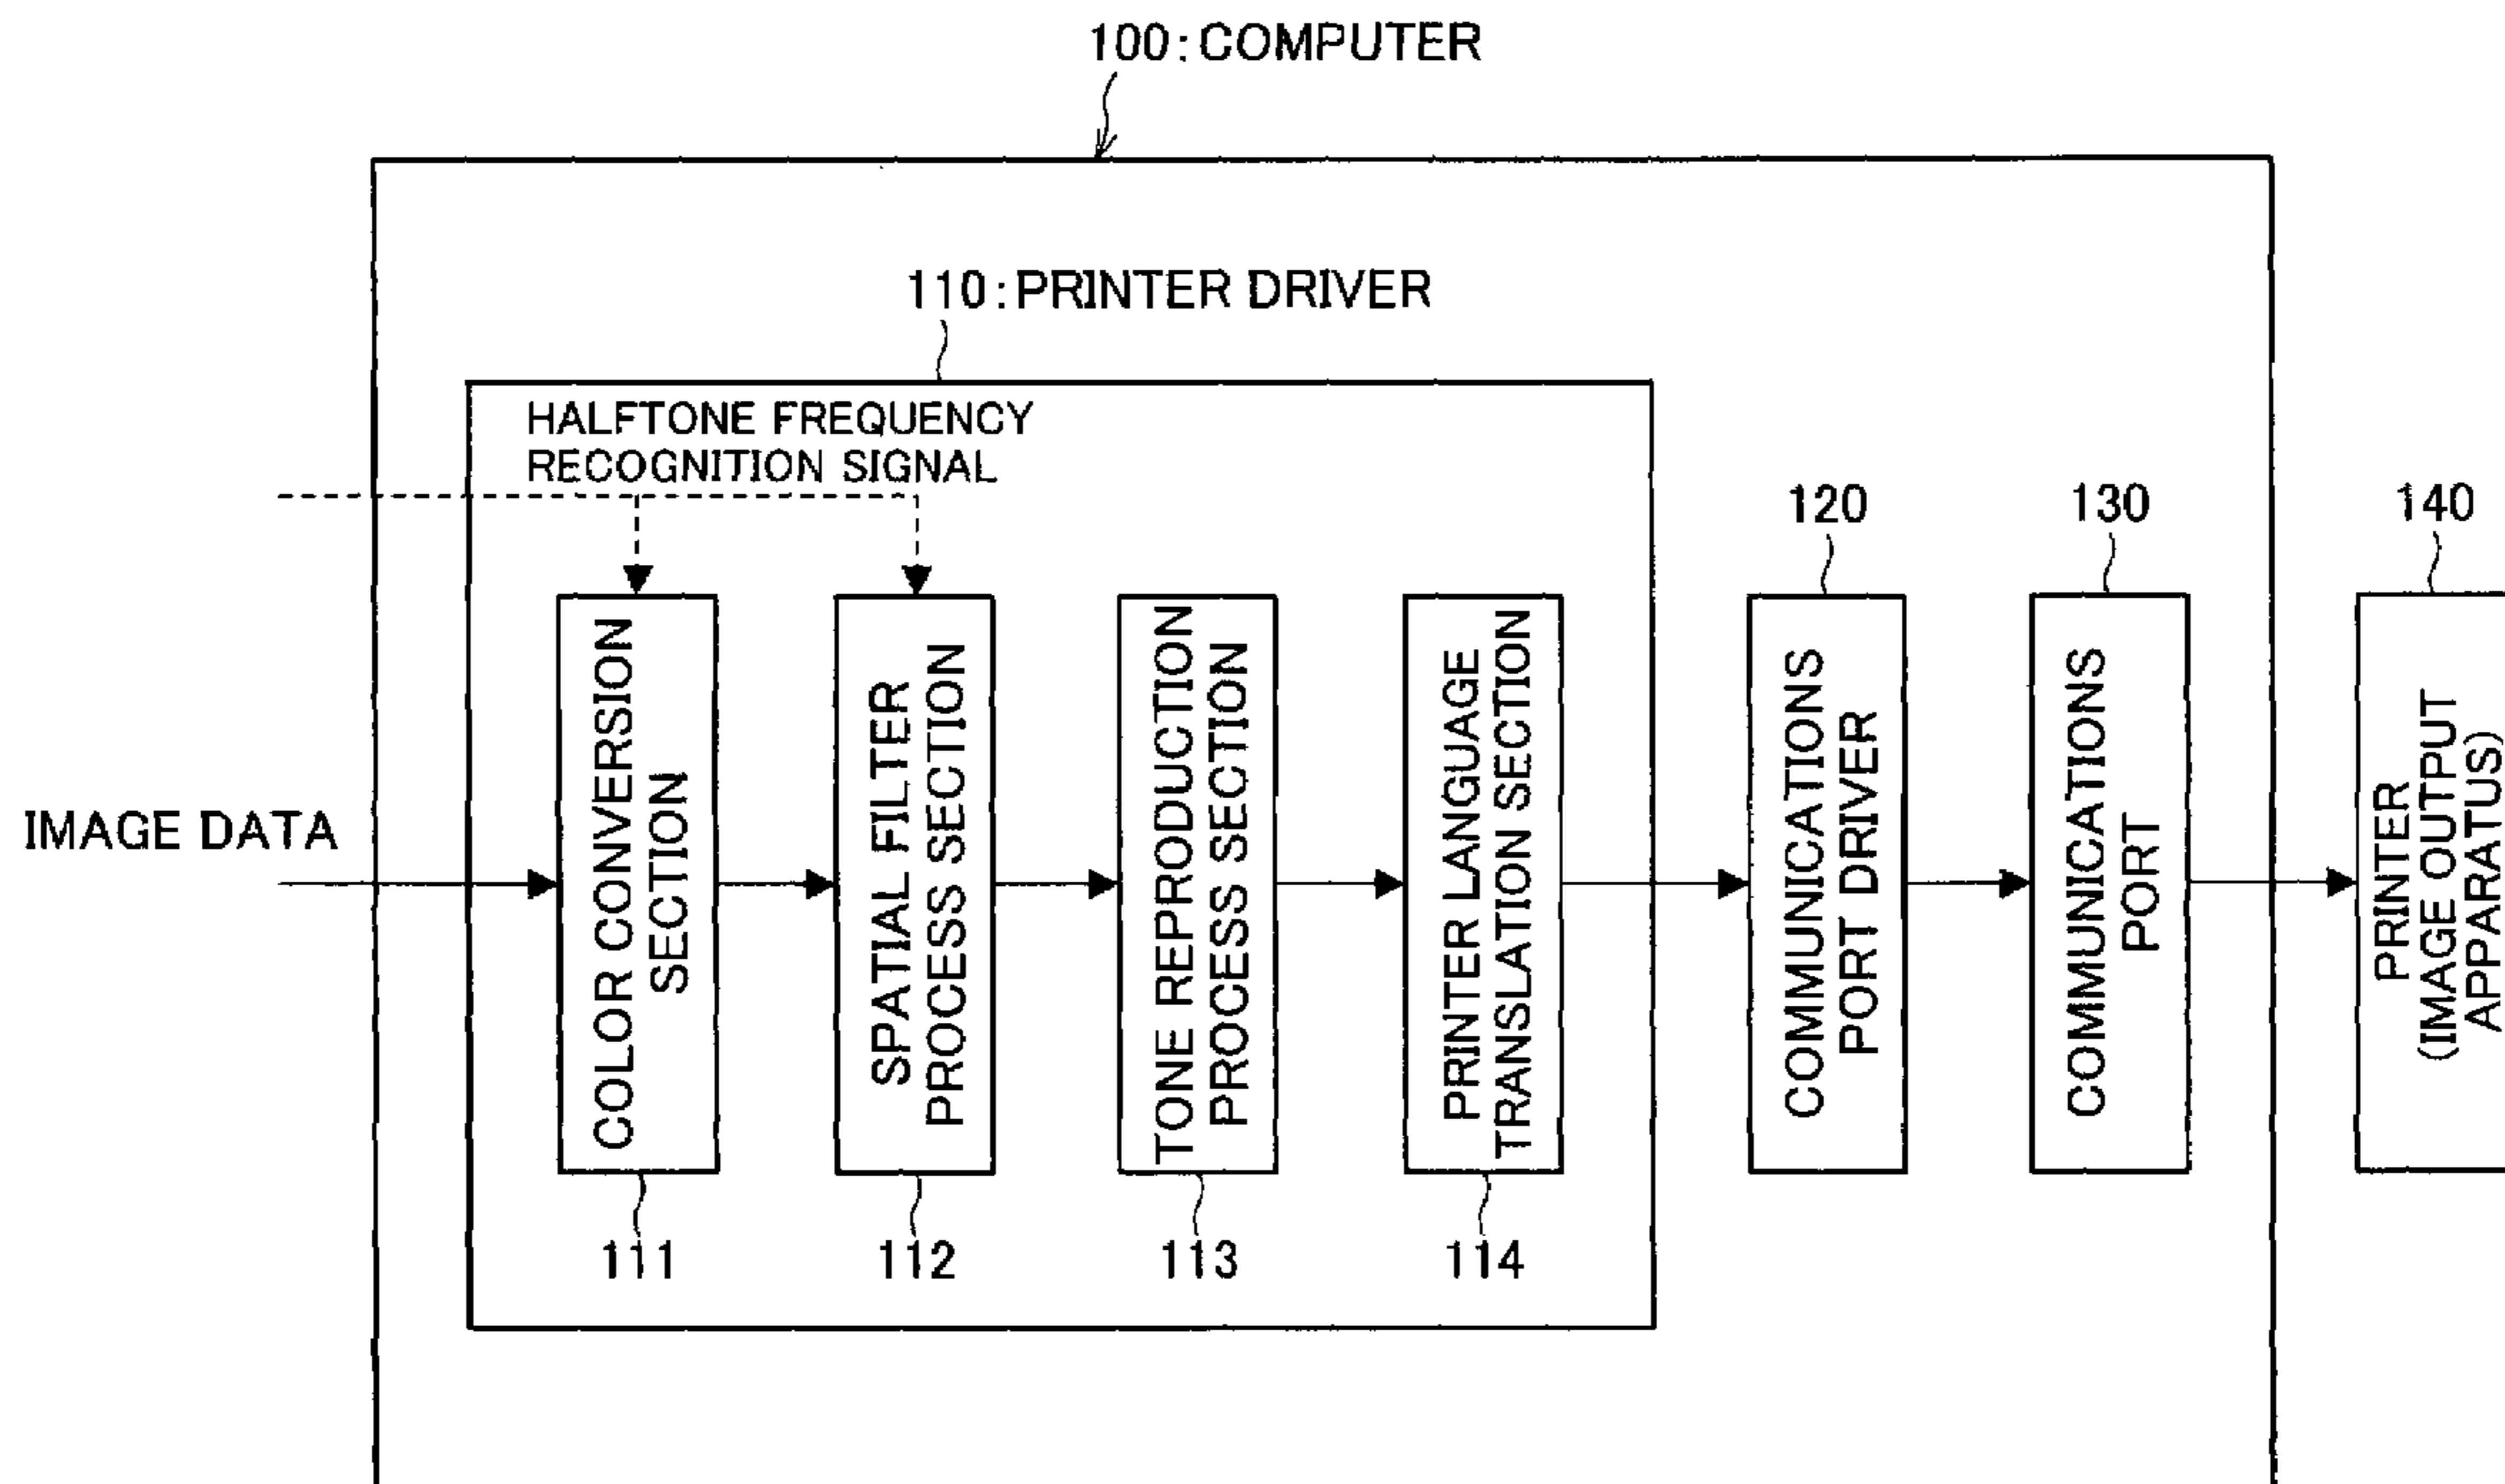 100:COMPUTER
110:PRINTER DRIVER
HALFTONE FREQUENCY
RECOGNITION SIGNAL
120
130
140
IMAGE DATA
COLOR CONVERSION
SECTION
SPATIAL FILTER
PROCESS SECTION
TONE REPRODUCTION
PROCESS SECTION
PRINTER LANGUAGE
TRANSLATION SECTION
COMMUNICATIONS
PORT DRIVER
COMMUNICATIONS
PORT
PRINTER
(IMAGE OUTPUT
APPARATUS)
111
112
113
114